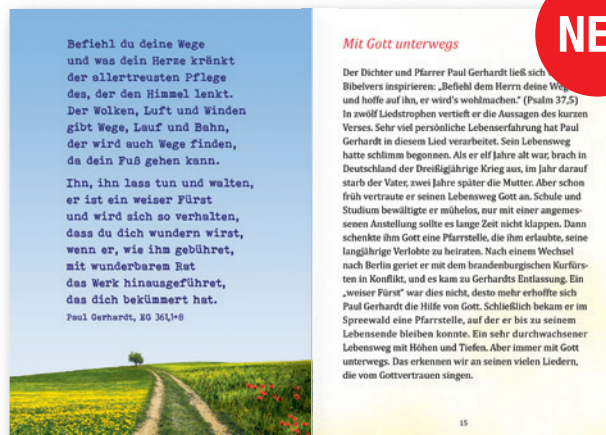 Befiehl du deine Wege
und was dein Herze kränkt
der allertreusten Pflege
des, der den Himmel lenkt.
Der Wolken, Luft und Winden
gibt Wege, Lauf und Bahn,
der wird auch Wege finden,
da dein Fuß gehen kann.
Ihn, ihn lass tun und walten,
er ist ein weiser Fürst
und wird sich so verhalten,
dass du dich wundern wirst,
wenn er, wie ihm gebühret,
mit wunderbarem Rat
das Werk hinausgeführet,
das dich bekümmert hat.
Paul Gerhardt, EG 361,1+8
NE
Mit Gott unterwegs
Der Dichter und Pfarrer Paul Gerhardt ließ sich
Bibelvers inspirieren: „Befiehl dem Herrn deine Weg
und hoffe auf ihn, er wird's wohlmachen." (Psalm 37,5)
In zwölf Liedstrophen vertieft er die Aussagen des kurzen
Verses. Sehr viel persönliche Lebenserfahrung hat Paul
Gerhardt in diesem Lied verarbeitet. Sein Lebensweg
hatte schlimm begonnen. Als er elf Jahre alt war, brach in
Deutschland der Dreißigjährige Krieg aus, im Jahr darauf
starb der Vater, zwei Jahre später die Mutter. Aber schon
früh vertraute er seinen Lebensweg Gott an. Schule und
Studium bewältigte er mühelos, nur mit einer angemes-
senen Anstellung sollte es lange Zeit nicht klappen. Dann
schenkte ihm Gott eine Pfarrstelle, die ihm erlaubte, seine
langjährige Verlobte zu heiraten. Nach einem Wechsel
nach Berlin geriet er mit dem brandenburgischen Kurfürs-
ten in Konflikt, und es kam zu Gerhardts Entlassung. Ein
„weiser Fürst" war dies nicht, desto mehr erhoffte sich
Paul Gerhardt die Hilfe von Gott. Schließlich bekam er im
Spreewald eine Pfarrstelle, auf der er bis zu seinem
Lebensende bleiben konnte. Ein sehr durchwachsener
Lebensweg mit Höhen und Tiefen. Aber immer mit Gott
unterwegs. Das erkennen wir an seinen vielen Liedern,
die vom Gottvertrauen singen.
15